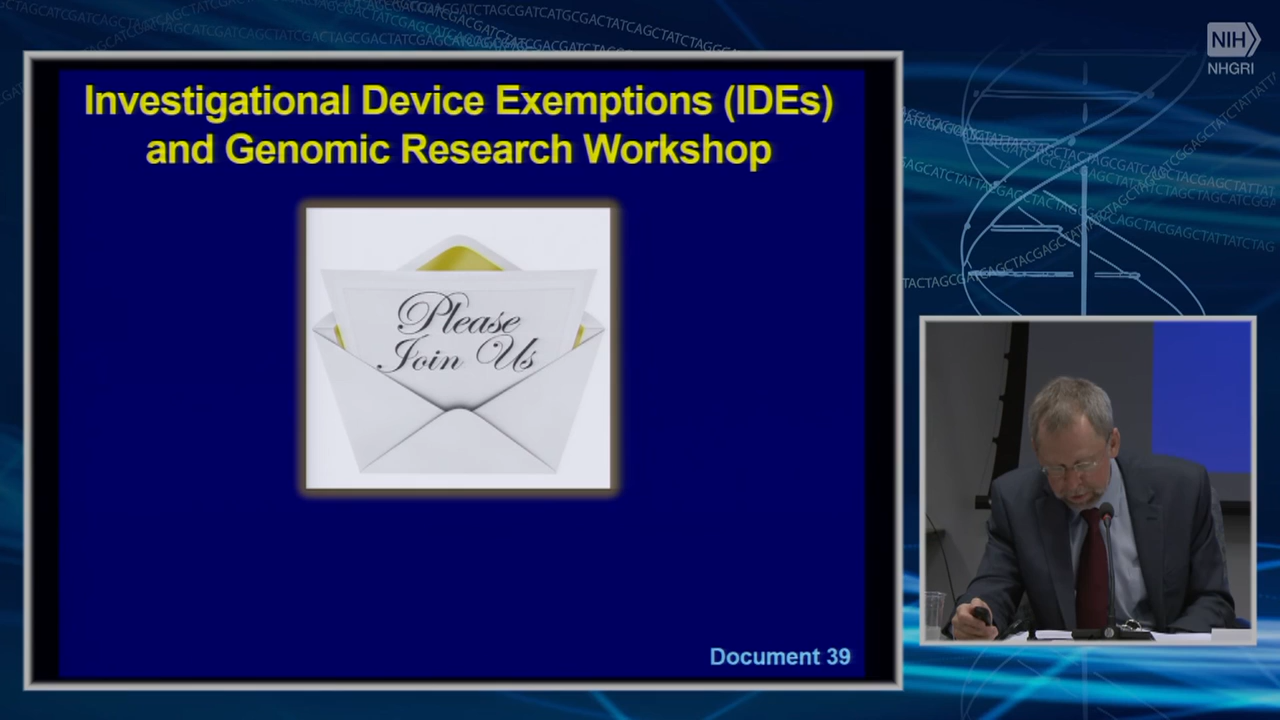 Investigational Device Exemptions (IDEs)
and Genomic Research Workshop
Please
Join Us
Document 39
NIH
NHGRI